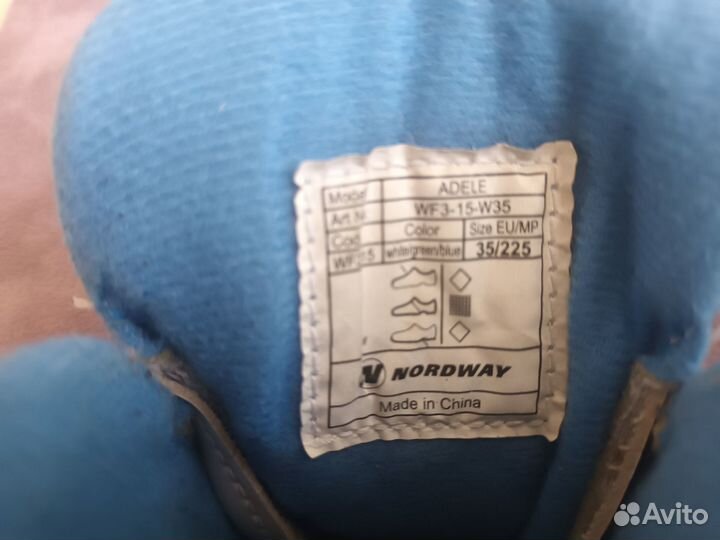 Model ADELE
Art.N WF3-15-W35
Color Size EU/MP
white/green/blue 35/225
NORDWAY
Made in China
Avito